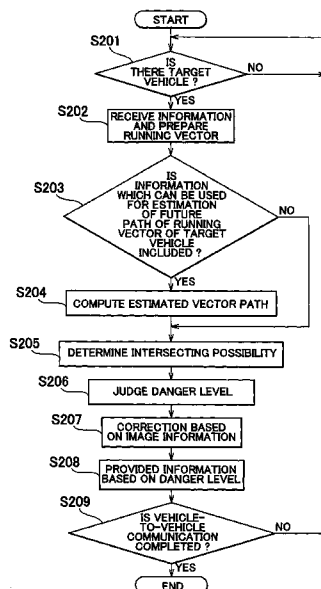 START
S201
IS
THERE TARGET
VEHICLE ?
NO
YES
S202
RECEIVE INFORMATION
AND PREPARE
RUNNING VECTOR
S203
IS
INFORMATION
WHICH CAN BE USED
FOR ESTIMATION
OF FUTURE
PATH OF RUNNING
VECTOR OF TARGET
VEHICLE
INCLUDED ?
NO
YES
S204
COMPUTE ESTIMATED VECTOR PATH
S205
DETERMINE INTERSECTING POSSIBILITY
S206
JUDGE DANGER LEVEL
S207
CORRECTION BASED
ON IMAGE INFORMATION
S208
PROVIDED INFORMATION
BASED ON DANGER LEVEL
S209
IS VEHICLE-
TO-VEHICLE
COMMUNICATION
COMPLETED ?
NO
YES
END